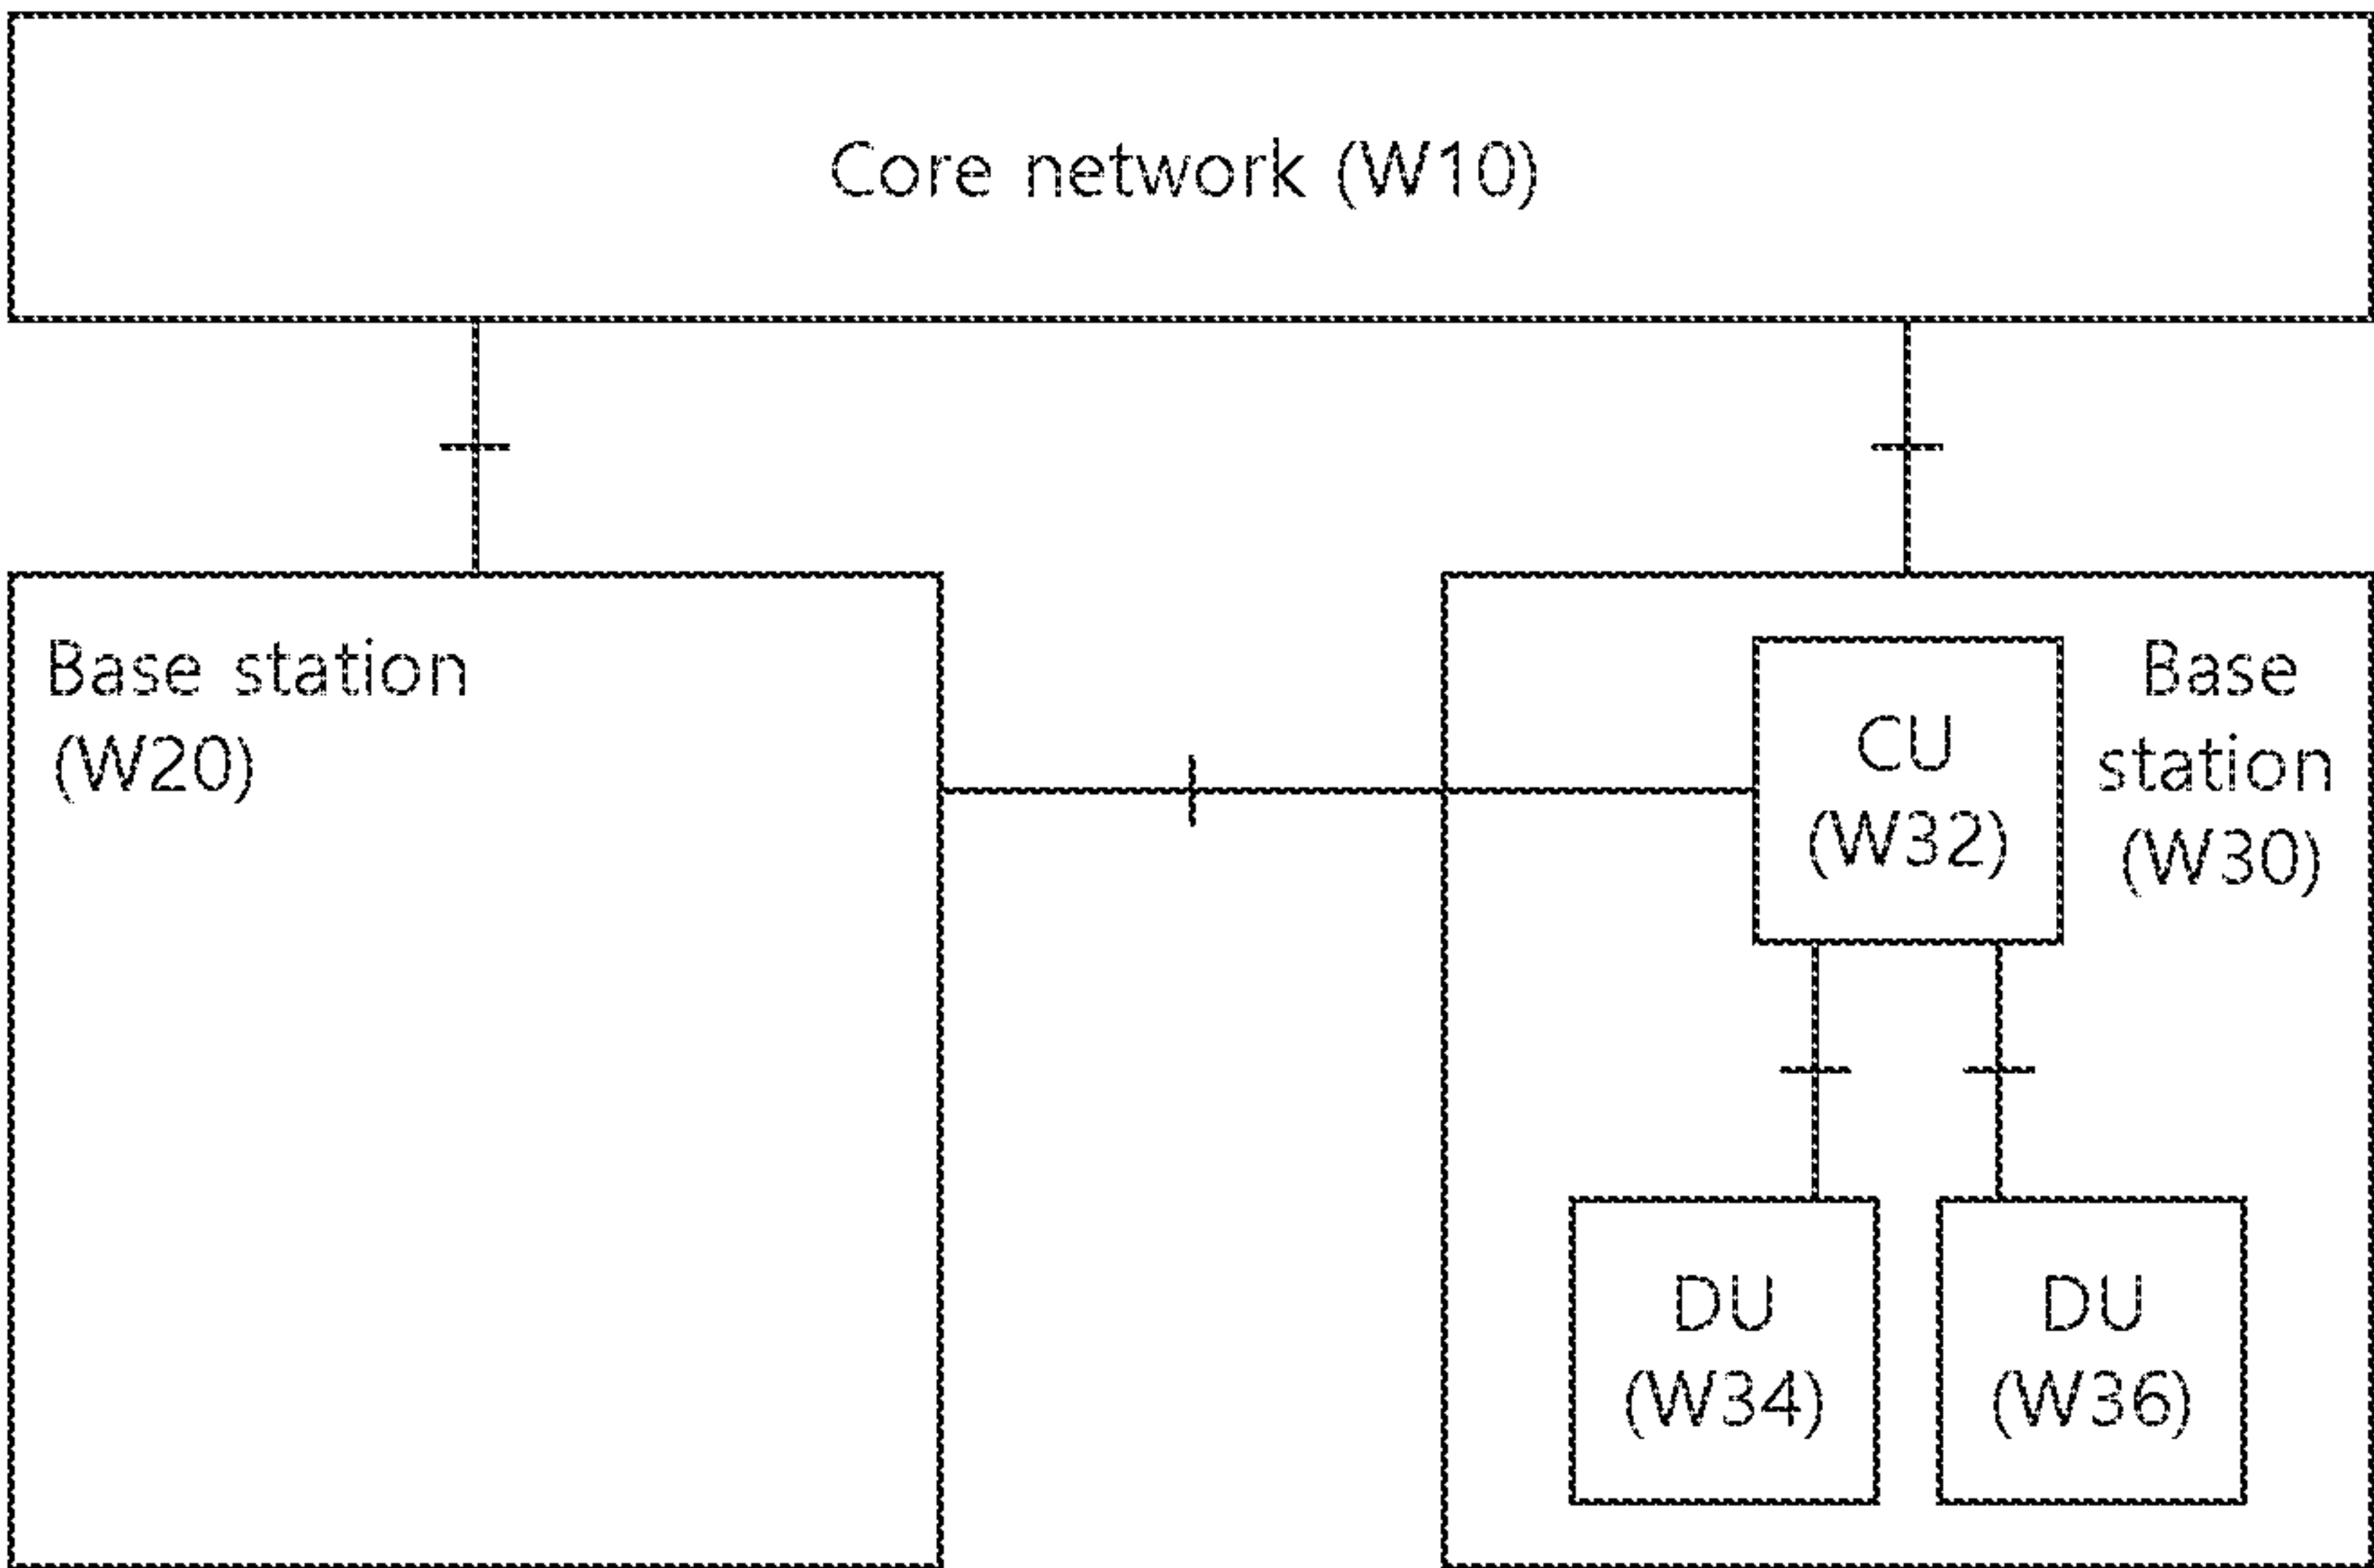 Core network (W10)
Base station
(W20)
Base
station
(W30)
CU
(W32)
DU
(W34)
DU
(W36)